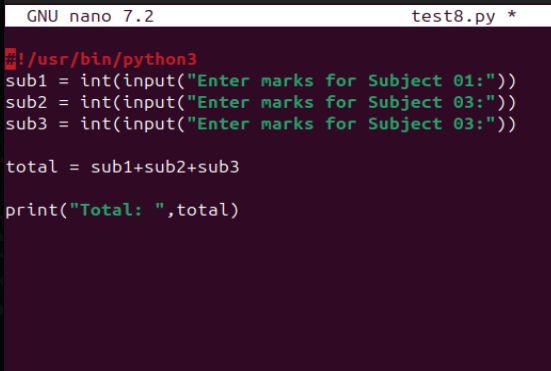 GNU nano 7.2 test8.py *
#!/usr/bin/python3
sub1 = int(input("Enter marks for Subject 01:"))
sub2 = int(input("Enter marks for Subject 03:"))
sub3 = int(input("Enter marks for Subject 03:"))
total = sub1+sub2+sub3
print("Total: ",total)